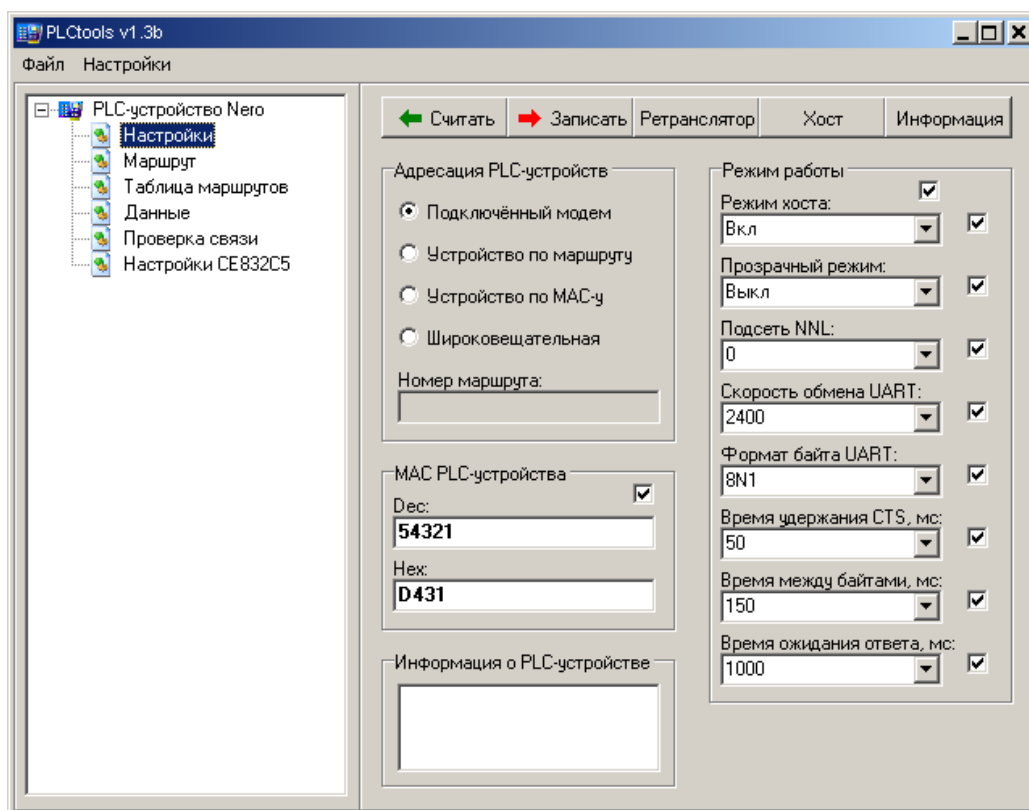 PLCtools v1.3b
Файл Настройки
PLC-устройство Nero
Настройки
Маршрут
Таблица маршрутов
Данные
Проверка связи
Настройки CE832C5
Считать Записать Ретранслятор Хост Информация
Адресация PLC-устройств
Подключённый модем
Устройство по маршруту
Устройство по MAC-у
Широковещательная
Номер маршрута:
MAC PLC-устройства
Dec:
54321
Hex:
D431
Информация о PLC-устройстве
Режим работы
Режим хоста:
Вкл
Прозрачный режим:
Выкл
Подсеть NNL:
0
Скорость обмена UART:
2400
Формат байта UART:
8N1
Время удержания CTS, мс:
50
Время между байтами, мс:
150
Время ожидания ответа, мс:
1000